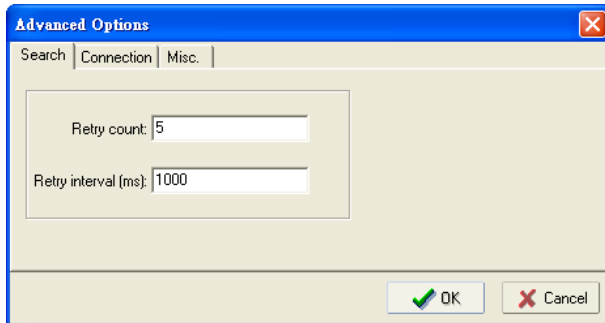 Advanced Options
Search Connection Misc.
Retry count: 5
Retry interval (ms): 1000
OK Cancel